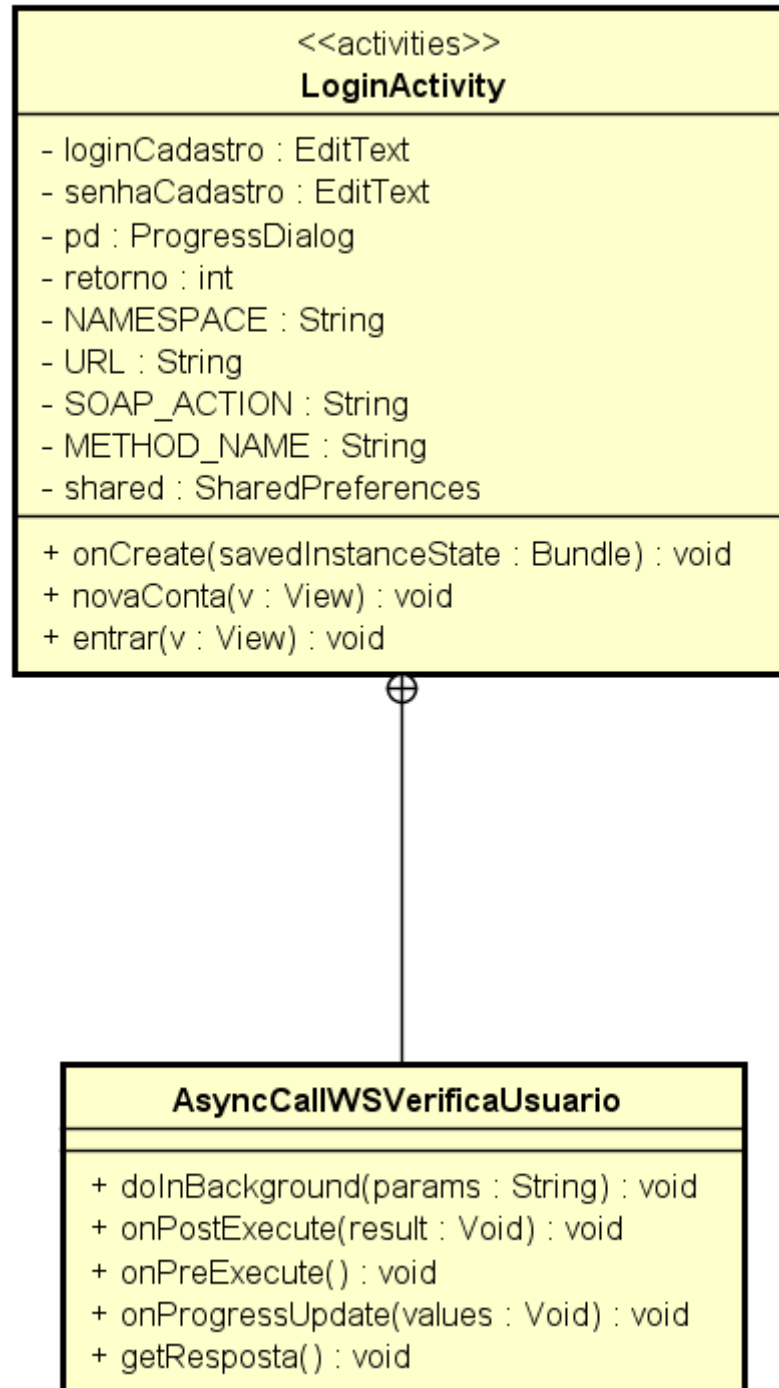 <<activities>>
LoginActivity
- loginCadastro : EditText
- senhaCadastro : EditText
- pd : ProgressDialog
- retorno : int
- NAMESPACE : String
- URL : String
- SOAP_ACTION : String
- METHOD_NAME : String
- shared : SharedPreferences
+ onCreate(savedInstanceState : Bundle) : void
+ novaConta(v : View) : void
+ entrar(v : View) : void
AsyncCallWSVerificaUsuario
+ doInBackground(params : String) : void
+ onPostExecute(result : Void) : void
+ onPreExecute() : void
+ onProgressUpdate(values : Void) : void
+ getResposta() : void